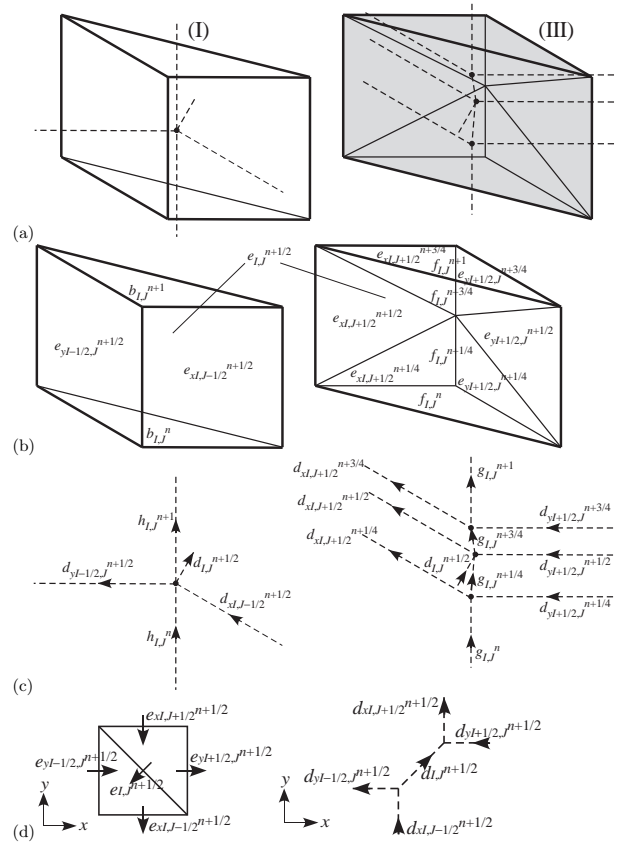 (I) (III)
(a)
e_{I,J}^{n+1/2}
b_{I,J}^{n+1}
e_{yI−1/2,J}^{n+1/2}
e_{xI,J−1/2}^{n+1/2}
b_{I,J}^{n}
e_{xI,J+1/2}^{n+3/4}
f_{I,J}^{n+1}
e_{yI+1/2,J}^{n+3/4}
f_{I,J}^{n+3/4}
e_{xI,J+1/2}^{n+1/2}
e_{yI+1/2,J}^{n+1/2}
f_{I,J}^{n+1/4}
e_{xI,J+1/2}^{n+1/4}
e_{yI+1/2,J}^{n+1/4}
f_{I,J}^{n}
(b)
h_{I,J}^{n+1}
d_{I,J}^{n+1/2}
d_{yI−1/2,J}^{n+1/2}
d_{xI,J−1/2}^{n+1/2}
h_{I,J}^{n}
d_{xI,J+1/2}^{n+3/4}
g_{I,J}^{n+1}
d_{xI,J+1/2}^{n+1/2}
d_{yI+1/2,J}^{n+3/4}
d_{xI,J+1/2}^{n+1/4}
g_{I,J}^{n+3/4}
d_{I,J}^{n+1/2}
d_{yI+1/2,J}^{n+1/2}
g_{I,J}^{n+1/4}
d_{yI+1/2,J}^{n+1/4}
g_{I,J}^{n}
(c)
e_{xI,J+1/2}^{n+1/2}
e_{yI−1/2,J}^{n+1/2}
e_{yI+1/2,J}^{n+1/2}
e_{I,J}^{n+1/2}
e_{xI,J−1/2}^{n+1/2}
y
x
d_{xI,J+1/2}^{n+1/2}
d_{yI+1/2,J}^{n+1/2}
d_{yI−1/2,J}^{n+1/2}
d_{I,J}^{n+1/2}
d_{xI,J−1/2}^{n+1/2}
y
x
(d)